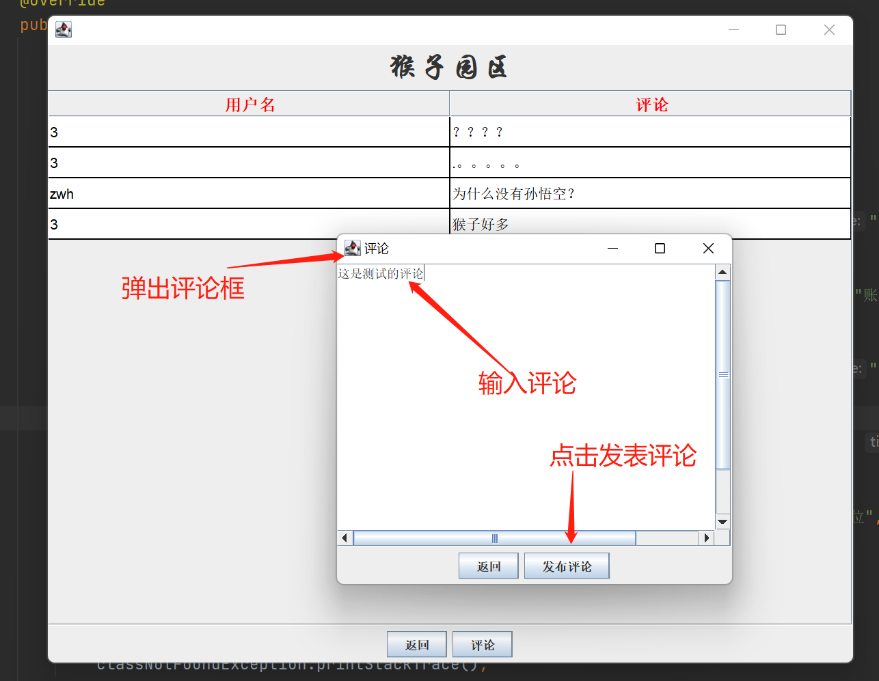 @Override
pub
猴子园区
用户名 评论
3 ？？？？
3 .。。。。。
zwh 为什么没有孙悟空？
3 猴子好多
e: "
评论
弹出评论框
这是测试的评论
"账
e: "
输入评论
ti
点击发表评论
位",
返回 发布评论
返回 评论
classNotFoundException.printStackTrace();